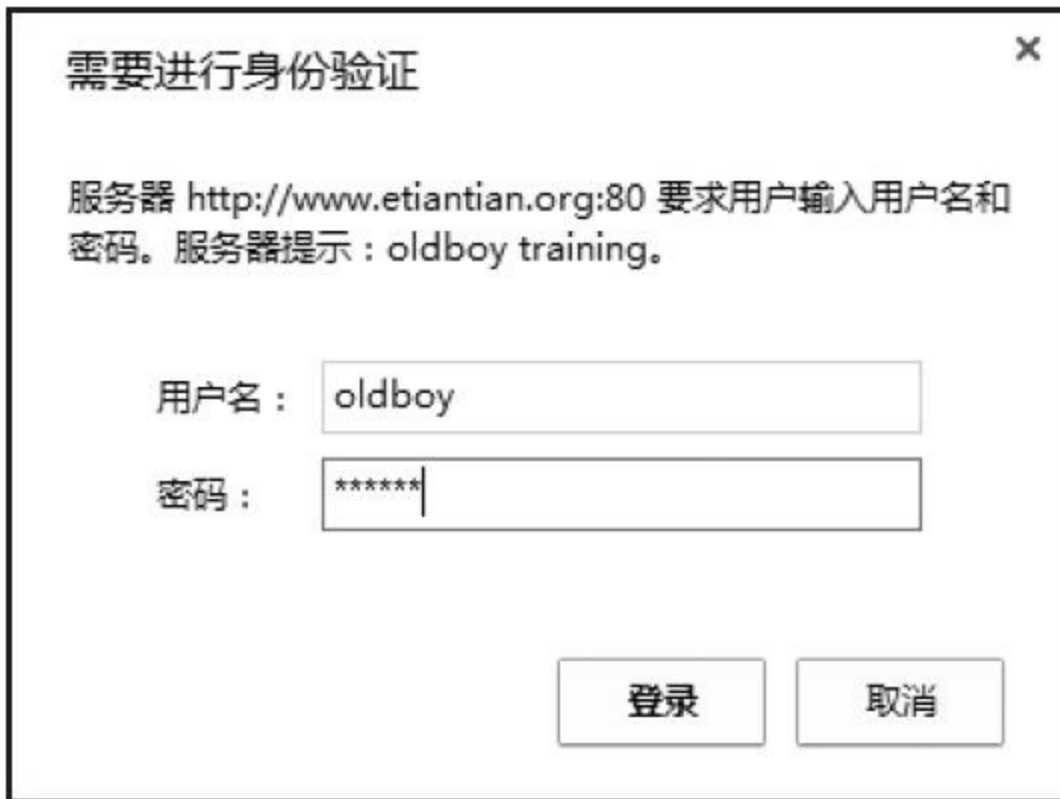 需要进行身份验证
服务器 http://www.etiantian.org:80 要求用户输入用户名和
密码。服务器提示：oldboy training。
用户名： oldboy
密码： ******
登录 取消